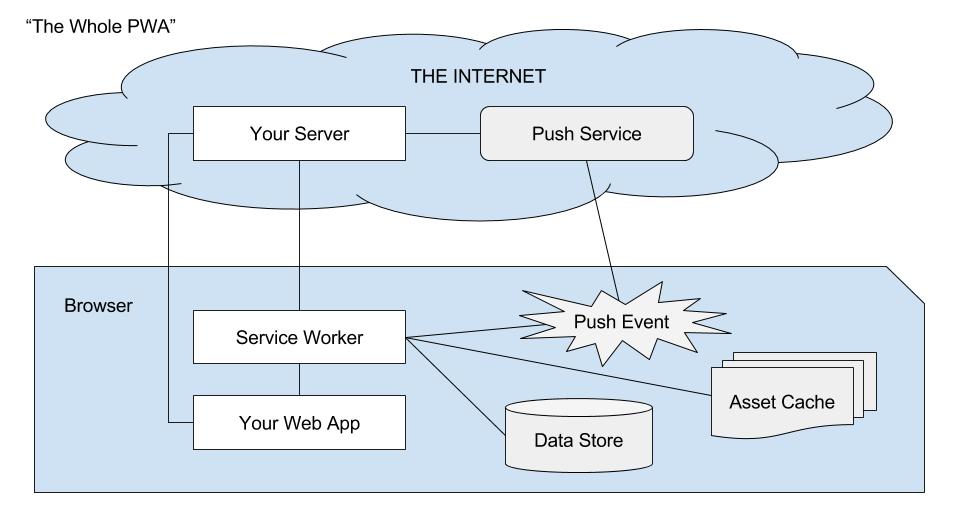 “The Whole PWA”
THE INTERNET
Your Server
Push Service
Browser
Push Event
Service Worker
Asset Cache
Your Web App
Data Store